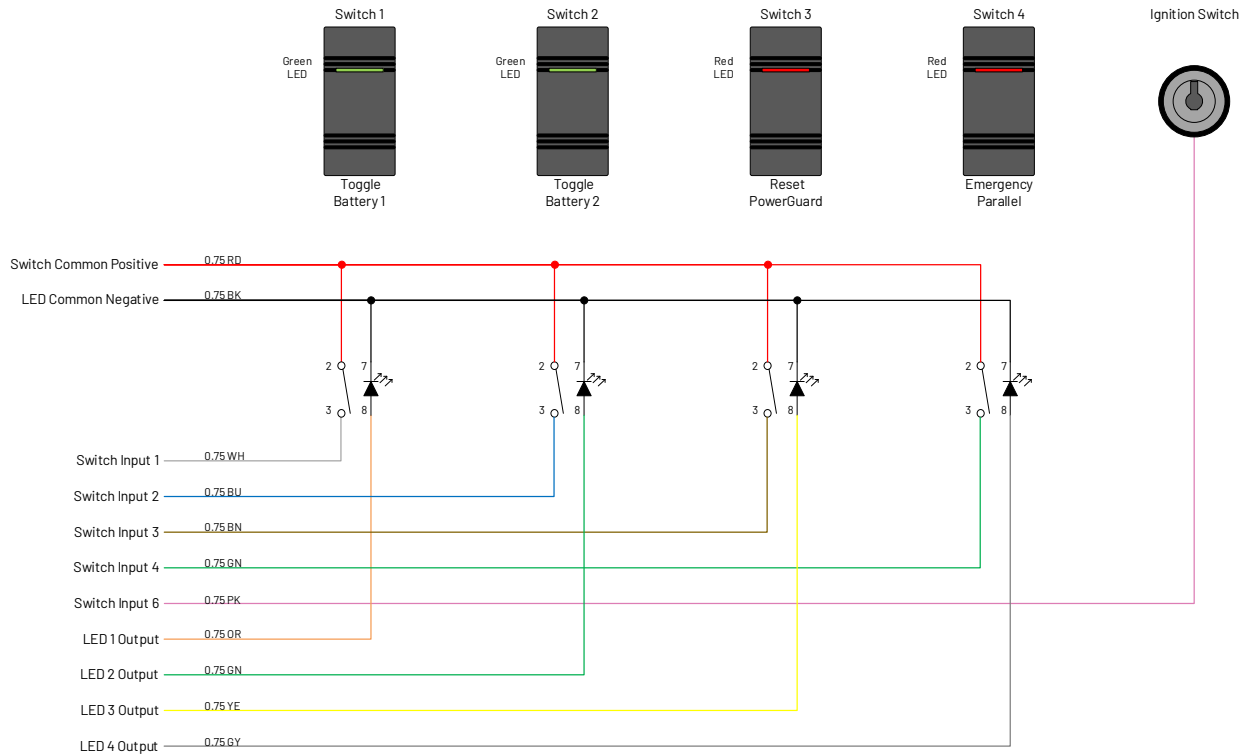 Switch 1
Switch 2
Switch 3
Switch 4
Ignition Switch
Green
LED
Green
LED
Red
LED
Red
LED
Toggle
Battery 1
Toggle
Battery 2
Reset
PowerGuard
Emergency
Parallel
Switch Common Positive
0.75 RD
LED Common Negative
0.75 BK
2 7
2 7
2 7
2 7
3 8
3 8
3 8
3 8
Switch Input 1
0.75 WH
Switch Input 2
0.75 BU
Switch Input 3
0.75 BN
Switch Input 4
0.75 GN
Switch Input 6
0.75 PK
LED 1 Output
0.75 OR
LED 2 Output
0.75 GN
LED 3 Output
0.75 YE
LED 4 Output
0.75 GY